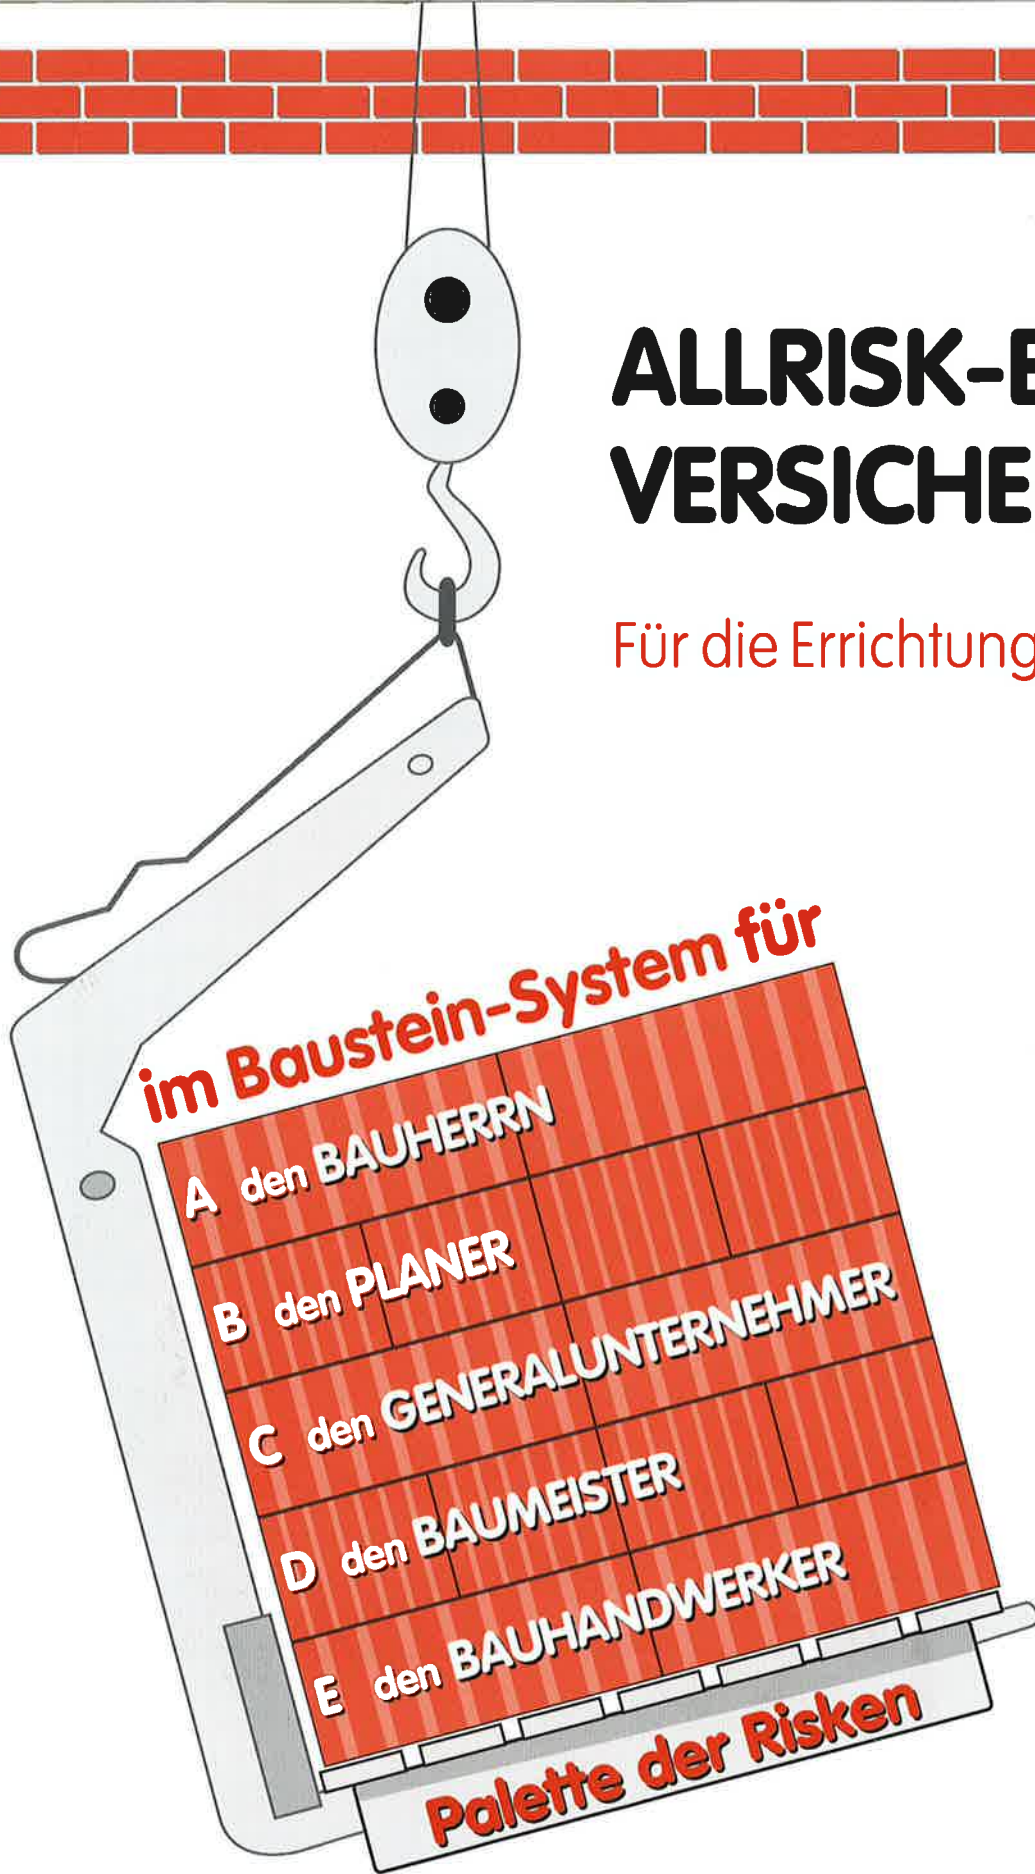 ALLRISK-B
VERSICHE
Für die Errichtung
im Baustein-System für
A den BAUHERRN
B den PLANER
C den GENERALUNTERNEHMER
D den BAUMEISTER
E den BAUHANDWERKER
Palette der Risken